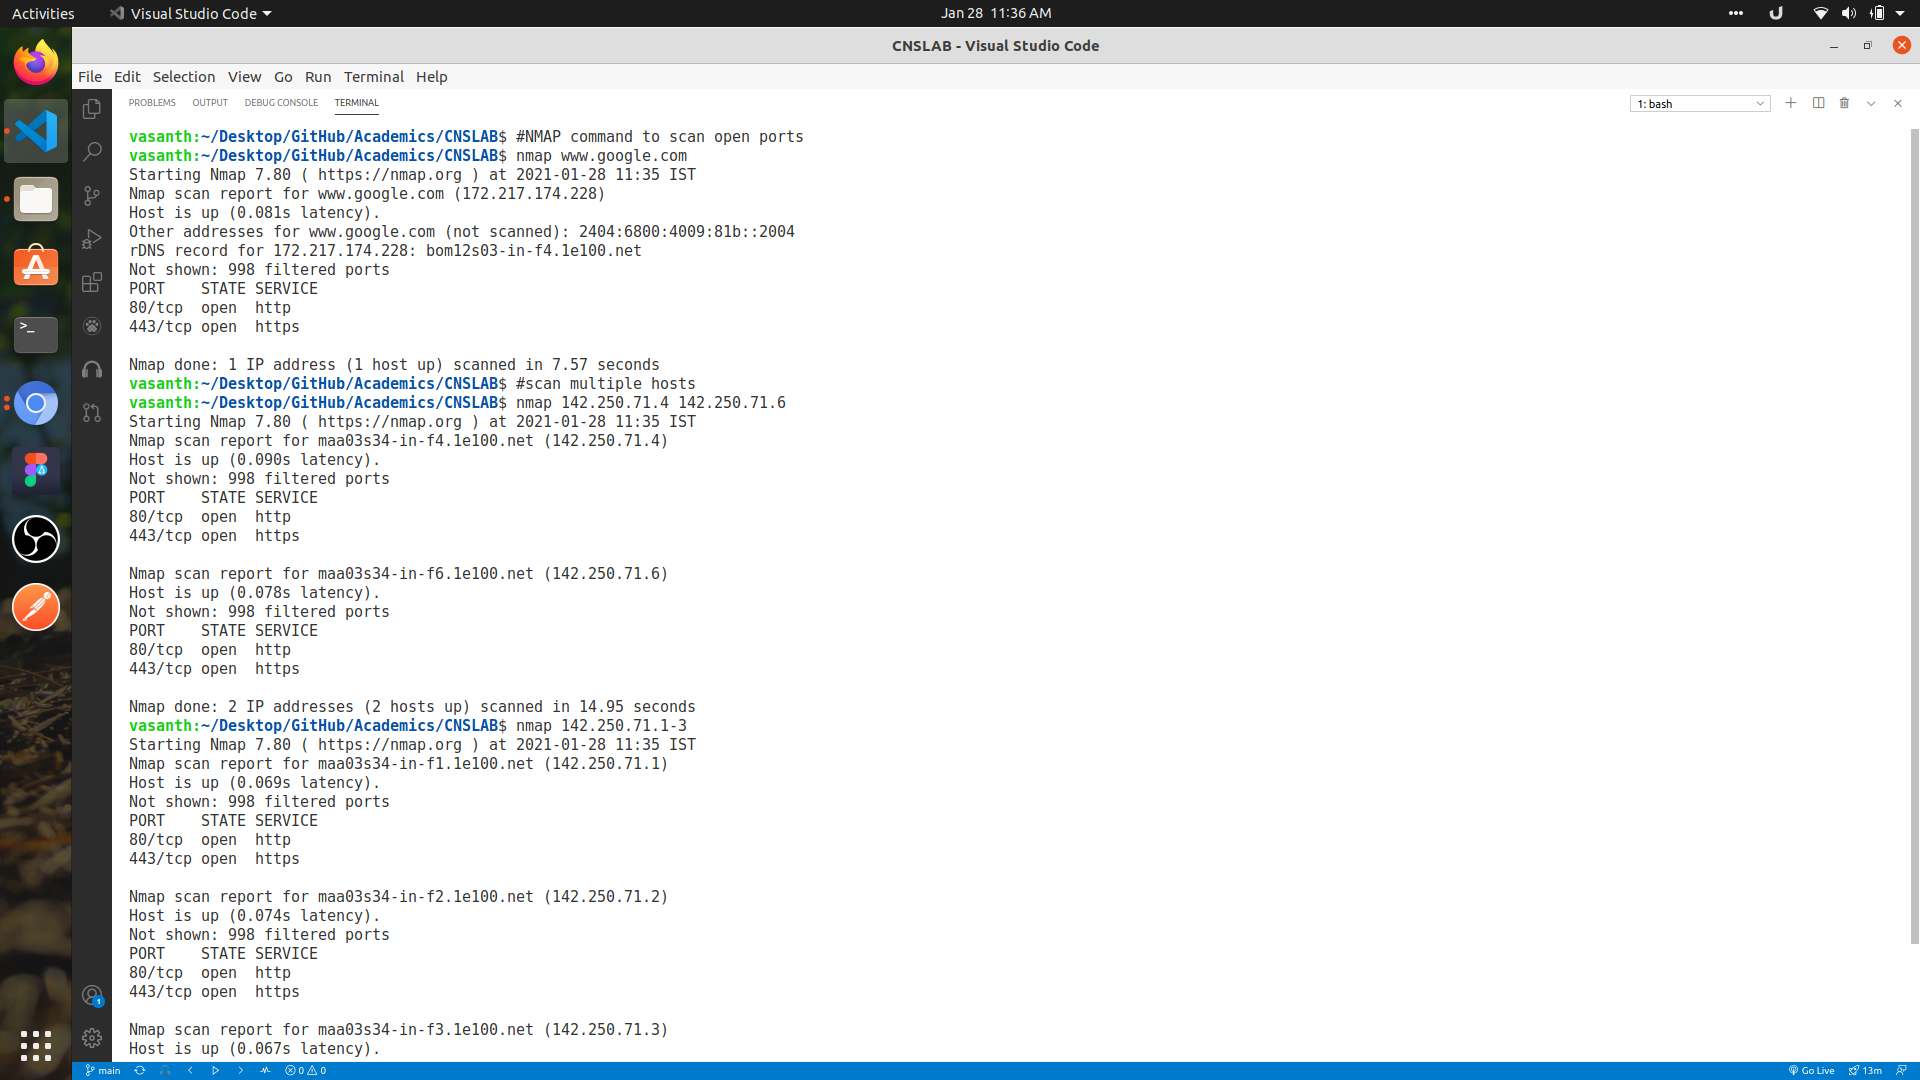 Activities Visual Studio Code Jan 28 11:36 AM
CNSLAB - Visual Studio Code
File Edit Selection View Go Run Terminal Help
PROBLEMS OUTPUT DEBUG CONSOLE TERMINAL 1: bash
vasanth:~/Desktop/GitHub/Academics/CNSLAB$ #NMAP command to scan open ports
vasanth:~/Desktop/GitHub/Academics/CNSLAB$ nmap www.google.com
Starting Nmap 7.80 ( https://nmap.org ) at 2021-01-28 11:35 IST
Nmap scan report for www.google.com (172.217.174.228)
Host is up (0.081s latency).
Other addresses for www.google.com (not scanned): 2404:6800:4009:81b::2004
rDNS record for 172.217.174.228: bom12s03-in-f4.1e100.net
Not shown: 998 filtered ports
PORT    STATE SERVICE
80/tcp  open  http
443/tcp open  https
Nmap done: 1 IP address (1 host up) scanned in 7.57 seconds
vasanth:~/Desktop/GitHub/Academics/CNSLAB$ #scan multiple hosts
vasanth:~/Desktop/GitHub/Academics/CNSLAB$ nmap 142.250.71.4 142.250.71.6
Starting Nmap 7.80 ( https://nmap.org ) at 2021-01-28 11:35 IST
Nmap scan report for maa03s34-in-f4.1e100.net (142.250.71.4)
Host is up (0.090s latency).
Not shown: 998 filtered ports
PORT    STATE SERVICE
80/tcp  open  http
443/tcp open  https
Nmap scan report for maa03s34-in-f6.1e100.net (142.250.71.6)
Host is up (0.078s latency).
Not shown: 998 filtered ports
PORT    STATE SERVICE
80/tcp  open  http
443/tcp open  https
Nmap done: 2 IP addresses (2 hosts up) scanned in 14.95 seconds
vasanth:~/Desktop/GitHub/Academics/CNSLAB$ nmap 142.250.71.1-3
Starting Nmap 7.80 ( https://nmap.org ) at 2021-01-28 11:35 IST
Nmap scan report for maa03s34-in-f1.1e100.net (142.250.71.1)
Host is up (0.069s latency).
Not shown: 998 filtered ports
PORT    STATE SERVICE
80/tcp  open  http
443/tcp open  https
Nmap scan report for maa03s34-in-f2.1e100.net (142.250.71.2)
Host is up (0.074s latency).
Not shown: 998 filtered ports
PORT    STATE SERVICE
80/tcp  open  http
443/tcp open  https
Nmap scan report for maa03s34-in-f3.1e100.net (142.250.71.3)
Host is up (0.067s latency).
1
main 0 0 Go Live 13m